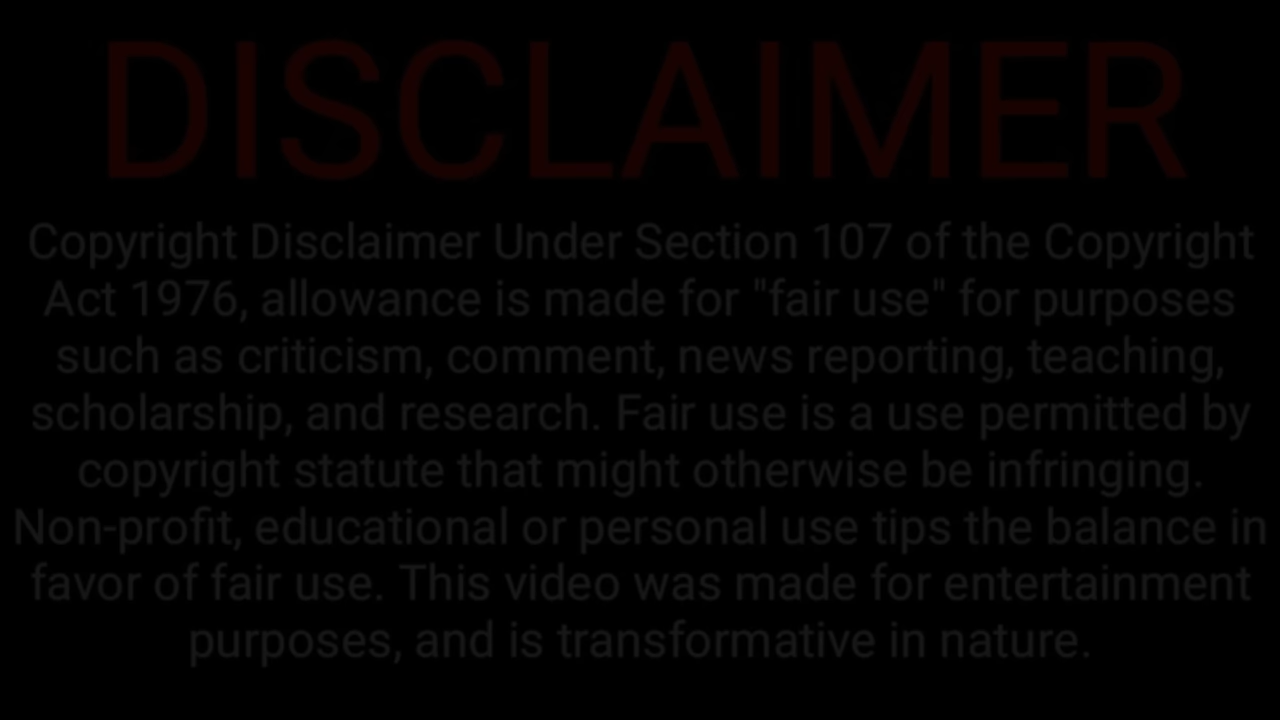 DISCLAIMER
Copyright Disclaimer Under Section 107 of the Copyright
Act 1976, allowance is made for "fair use" for purposes
such as criticism, comment, news reporting, teaching,
scholarship, and research. Fair use is a use permitted by
copyright statute that might otherwise be infringing.
Non-profit, educational or personal use tips the balance in
favor of fair use. This video was made for entertainment
purposes, and is transformative in nature.